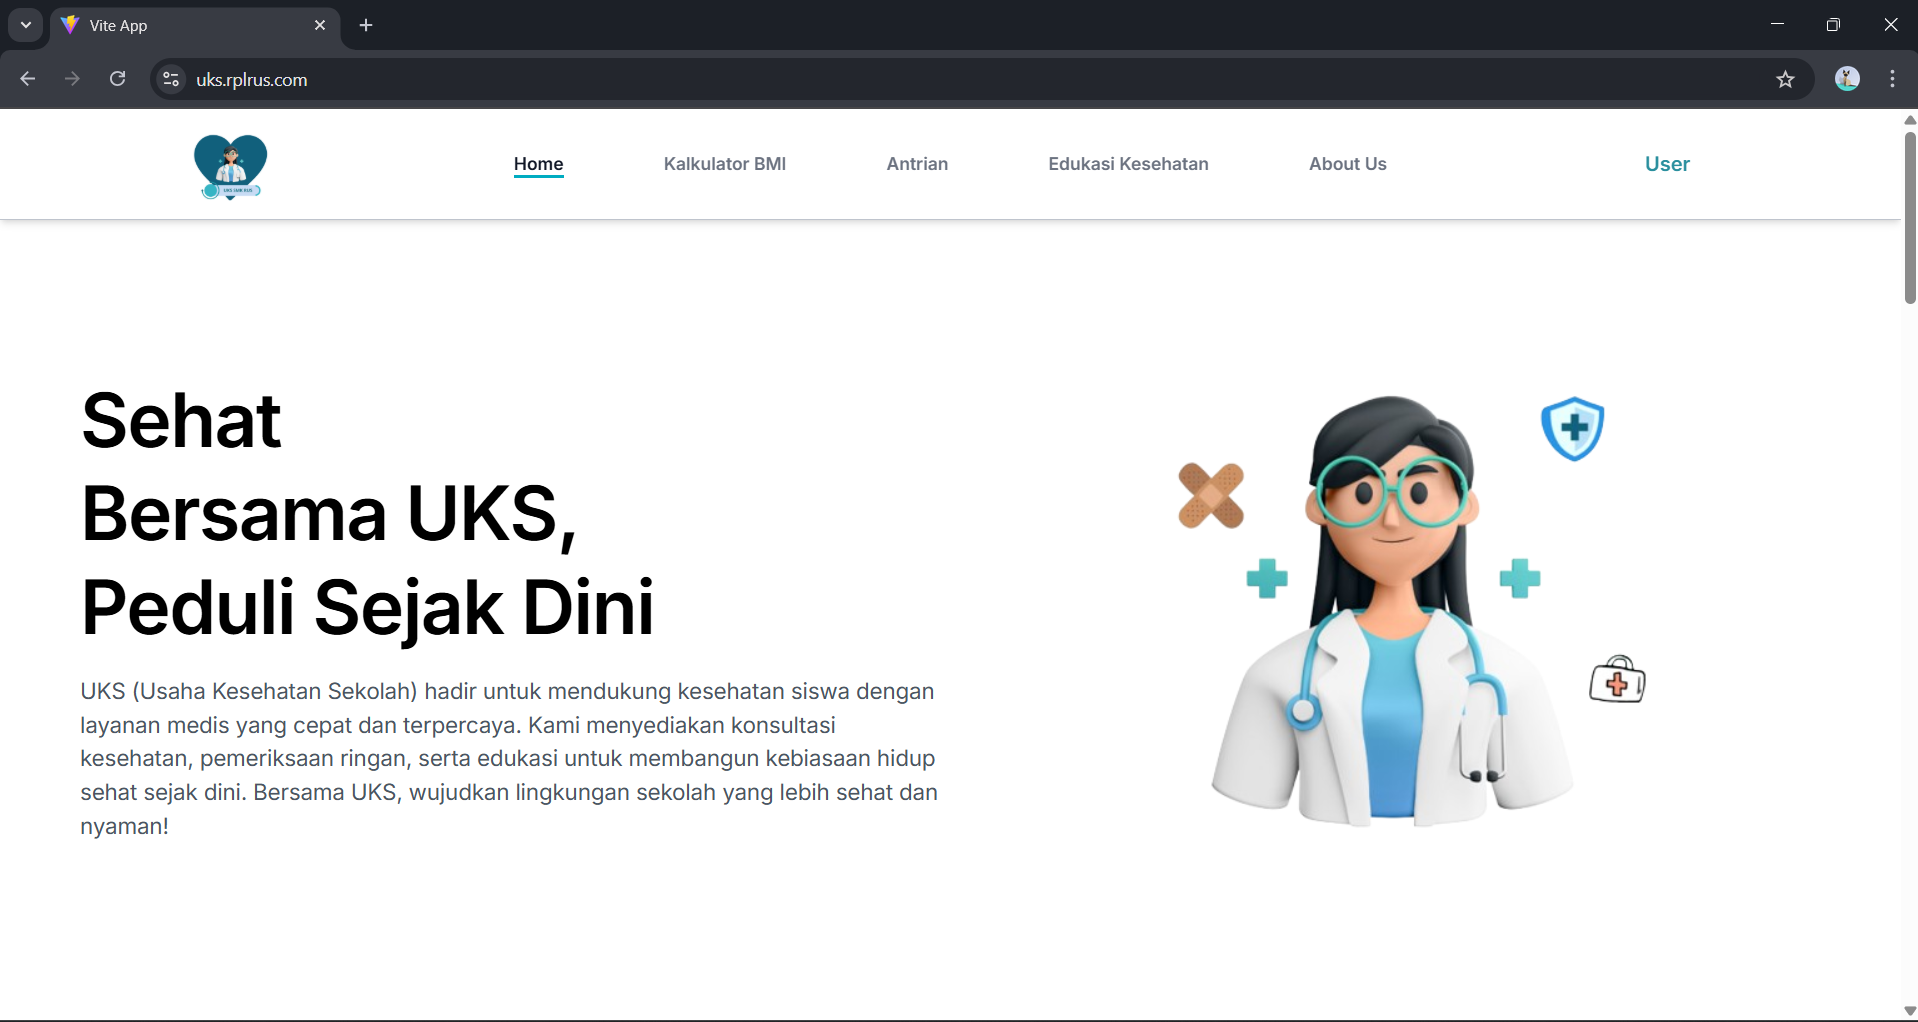 Vite App
uks.rplrus.com
Home
Kalkulator BMI
Antrian
Edukasi Kesehatan
About Us
User
Sehat
Bersama UKS,
Peduli Sejak Dini
UKS (Usaha Kesehatan Sekolah) hadir untuk mendukung kesehatan siswa dengan
layanan medis yang cepat dan terpercaya. Kami menyediakan konsultasi
kesehatan, pemeriksaan ringan, serta edukasi untuk membangun kebiasaan hidup
sehat sejak dini. Bersama UKS, wujudkan lingkungan sekolah yang lebih sehat dan
nyaman!